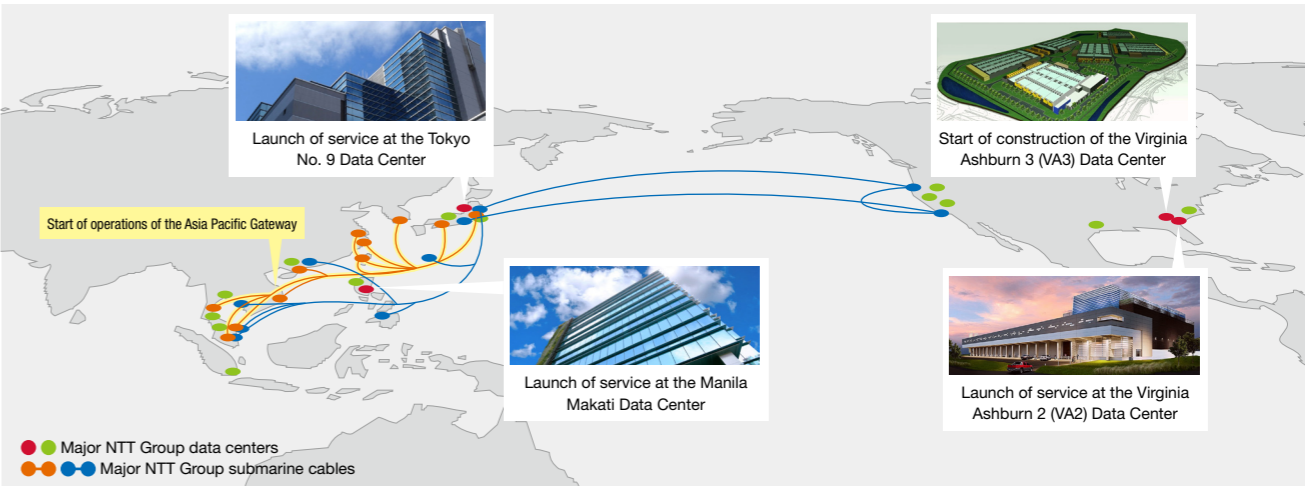 Launch of service at the Tokyo
No. 9 Data Center
Start of construction of the Virginia
Ashburn 3 (VA3) Data Center
Start of operations of the Asia Pacific Gateway
Launch of service at the Manila
Makati Data Center
Launch of service at the Virginia
Ashburn 2 (VA2) Data Center
Major NTT Group data centers
Major NTT Group submarine cables